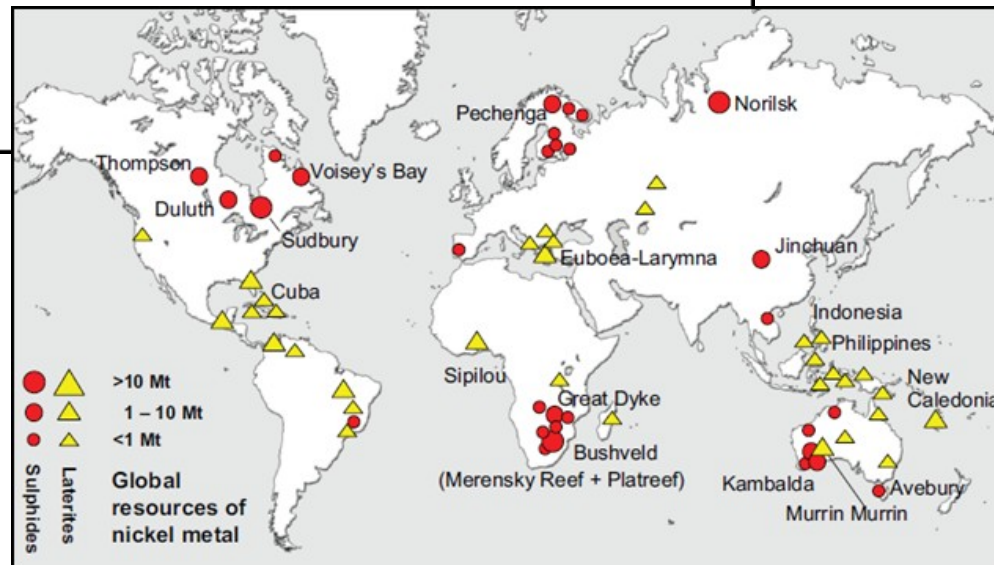 Pechenga
Norilsk
Thompson
Voisey's Bay
Duluth
Sudbury
Jinchuan
Euboea-Larymna
Cuba
Indonesia
Philippines
Sipilou
New
Caledonia
Great Dyke
Bushveld
(Merensky Reef + Platreef)
Kambalda
Avebury
Murrin Murrin
>10 Mt
1 – 10 Mt
<1 Mt
Sulphides
Laterites
Global
resources of
nickel metal